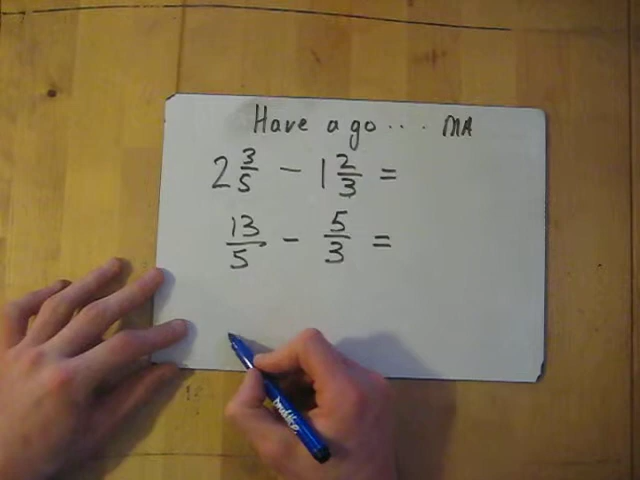 Have a go.... MA
2 3/5 - 1 2/3 =
13/5 - 5/3 =